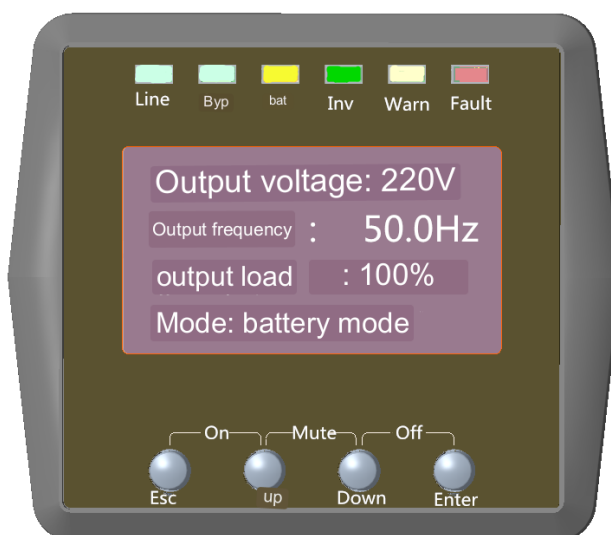 Line Byp bat Inv Warn Fault
Output voltage: 220V
Output frequency : 50.0Hz
output load : 100%
Mode: battery mode
On Mute Off
Esc up Down Enter